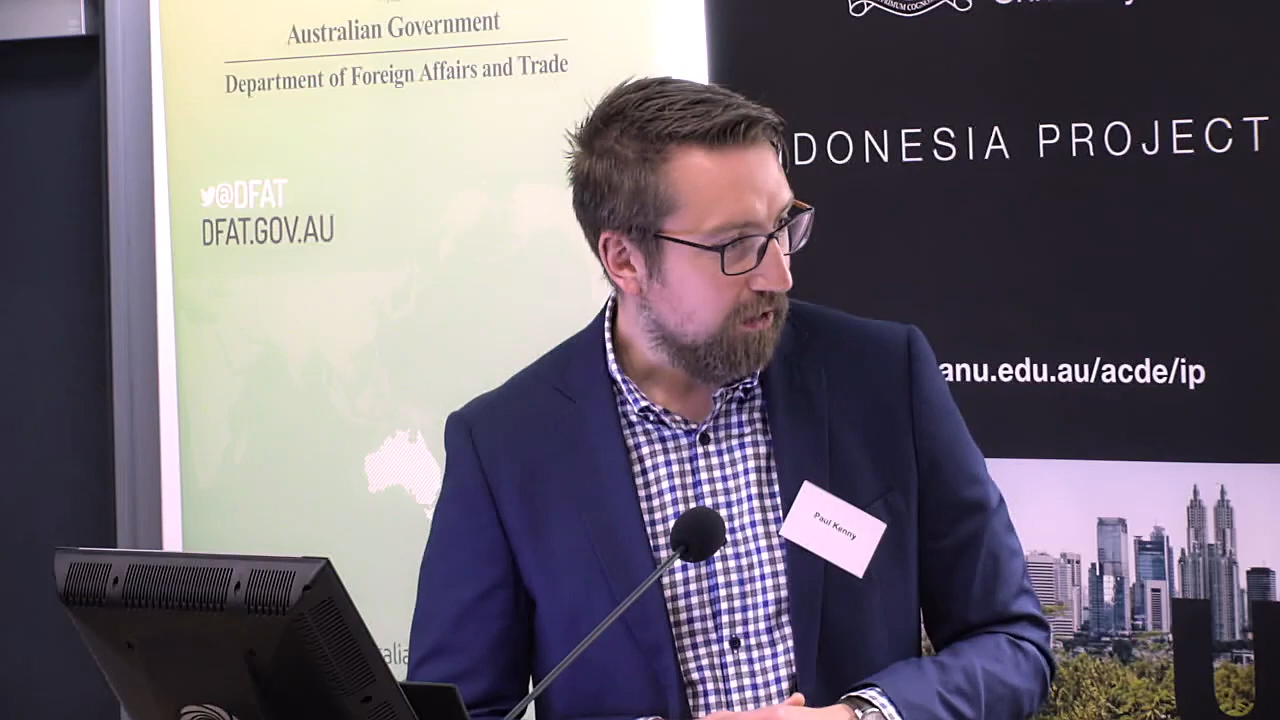 Australian Government
Department of Foreign Affairs and Trade
@DFAT
DFAT.GOV.AU
DONESIA PROJECT
anu.edu.au/acde/ip
Paul Kenny
alia
U